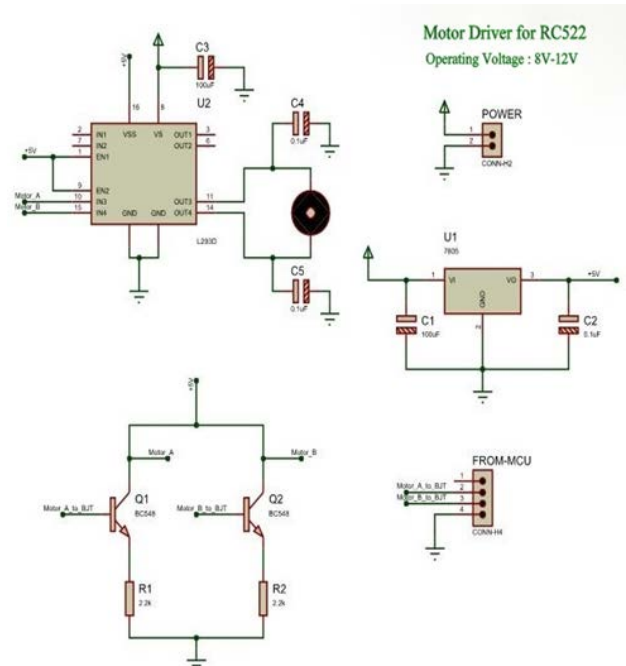 Motor Driver for RC522
Operating Voltage : 8V-12V
C3
100uF
+5V
U2
16
8
VSS
VS
2
IN1
OUT1
3
7
IN2
OUT2
6
+5V
1
EN1
C4
0.1uF
9
EN2
Motor_A
10
IN3
OUT3
11
Motor_B
15
IN4
OUT4
14
GND
GND
L293D
C5
0.1uF
POWER
1
2
CONN-H2
U1
7805
1
VI
VO
3
+5V
GND
2
C1
100uF
C2
0.1uF
+5V
Motor_A
Motor_B
Motor_A_to_BJT
Q1
BC548
Motor_B_to_BJT
Q2
BC548
R1
2.2k
R2
2.2k
FROM-MCU
1
Motor_A_to_BJT
2
Motor_B_to_BJT
3
4
CONN-H4